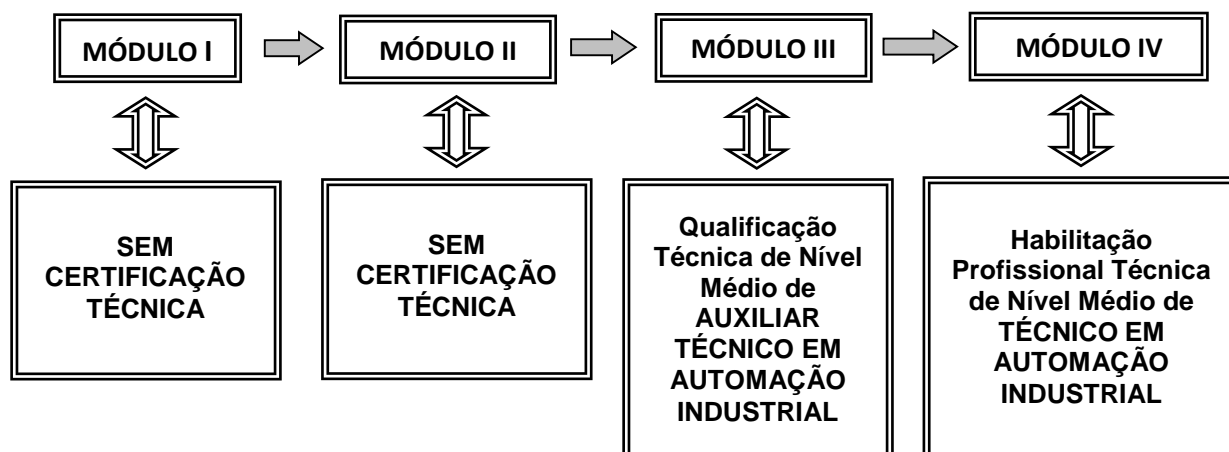 MÓDULO I
MÓDULO II
MÓDULO III
MÓDULO IV
SEM
CERTIFICAÇÃO
TÉCNICA
SEM
CERTIFICAÇÃO
TÉCNICA
Qualificação
Técnica de Nível
Médio de
AUXILIAR
TÉCNICO EM
AUTOMAÇÃO
INDUSTRIAL
Habilitação
Profissional Técnica
de Nível Médio de
TÉCNICO EM
AUTOMAÇÃO
INDUSTRIAL